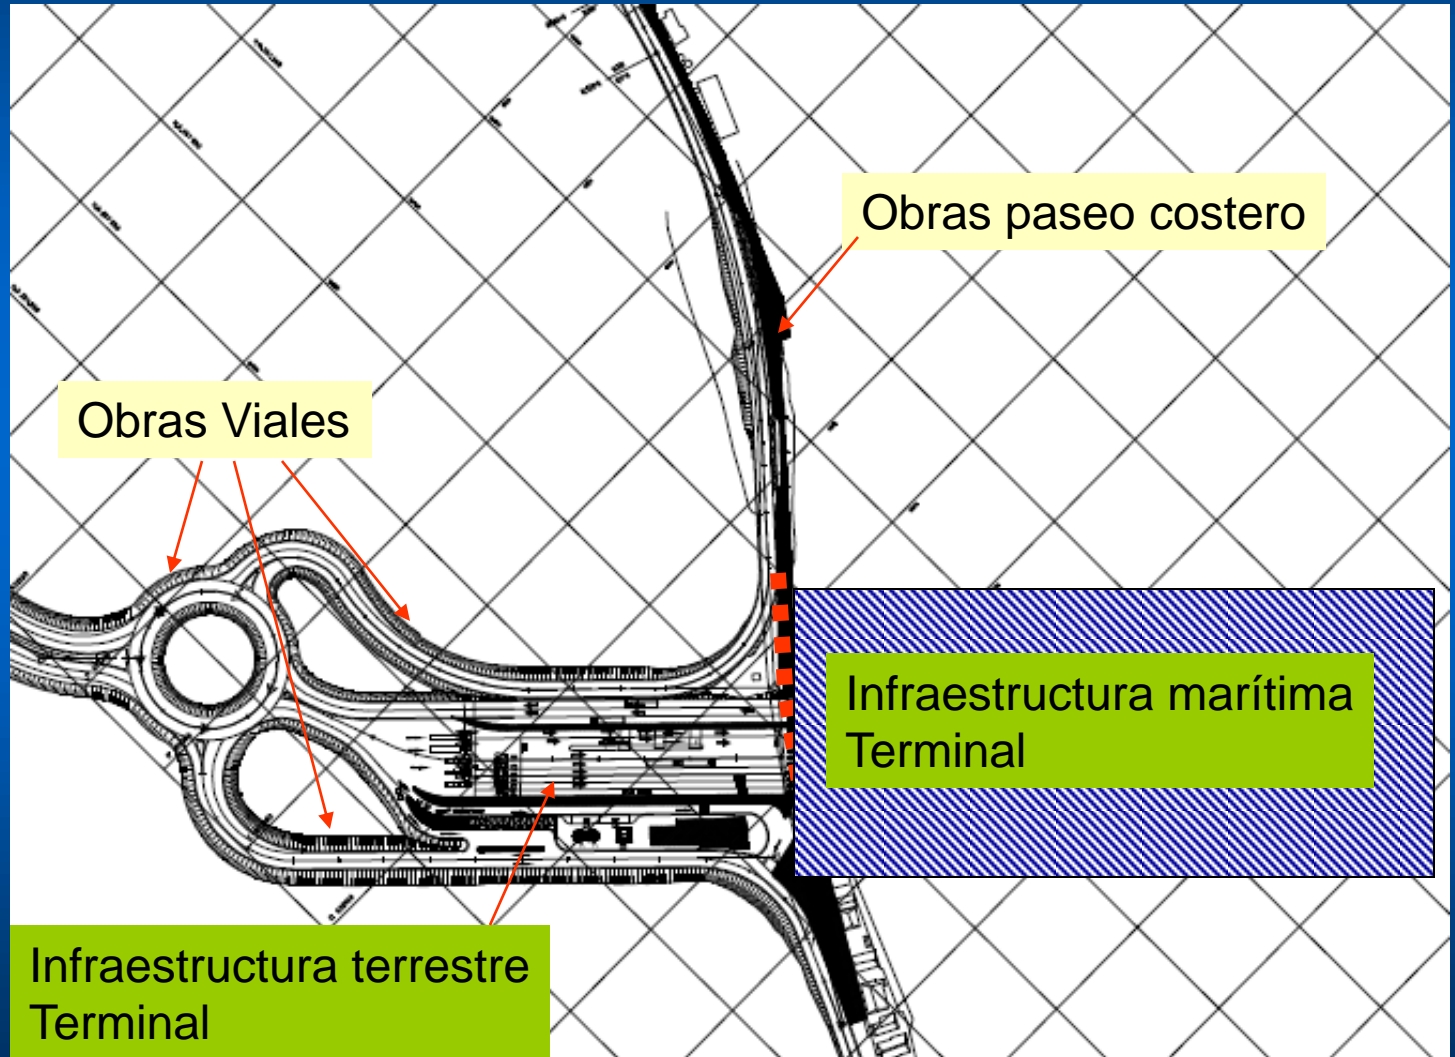 Obras paseo costero
Obras Viales
Infraestructura marítima
Terminal
Infraestructura terrestre
Terminal